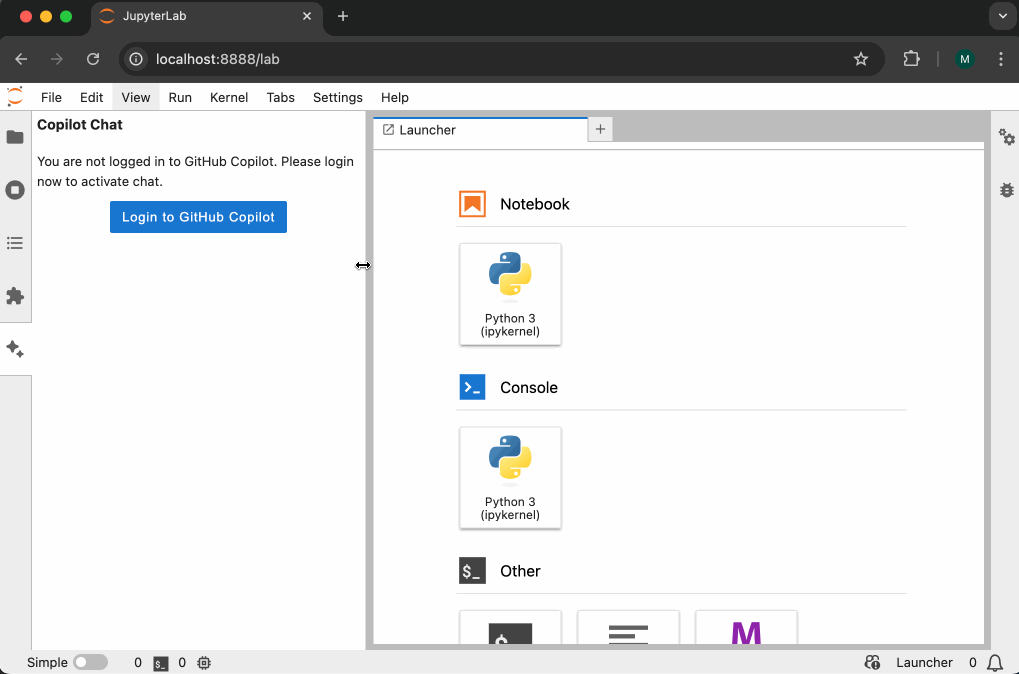 JupyterLab
localhost:8888/lab
M
File Edit View Run Kernel Tabs Settings Help
Copilot Chat
You are not logged in to GitHub Copilot. Please login
now to activate chat.
Login to GitHub Copilot
Launcher
Notebook
Python 3
(ipykernel)
>_
Console
Python 3
(ipykernel)
$_
Other
$
M
Simple 0 $_ 0 Launcher 0